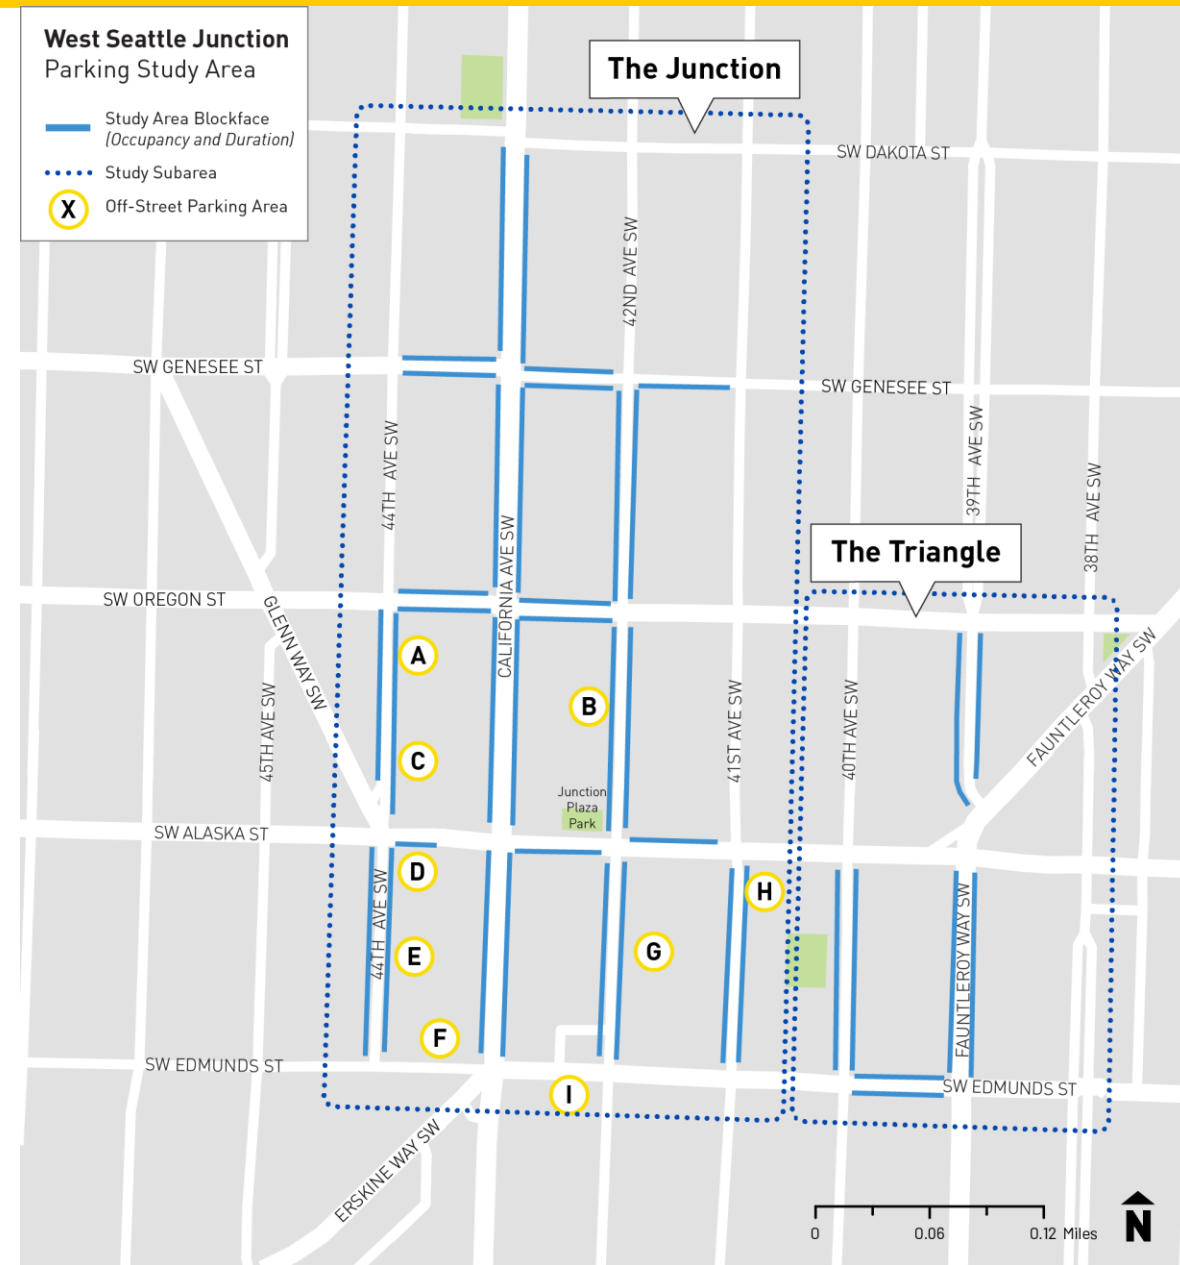 West Seattle Junction
Parking Study Area
Study Area Blockface
(Occupancy and Duration)
Study Subarea
X
Off-Street Parking Area
The Junction
SW DAKOTA ST
42ND AVE SW
SW GENESEE ST
SW GENESEE ST
44TH AVE SW
39TH AVE SW
38TH AVE SW
CALIFORNIA AVE SW
The Triangle
SW OREGON ST
GLENN WAY SW
A
B
C
45TH AVE SW
41ST AVE SW
40TH AVE SW
FAUNTLEROY WAY SW
Junction
Plaza
Park
SW ALASKA ST
D
44TH AVE SW
H
E
G
FAUNTLEROY WAY SW
F
SW EDMUNDS ST
SW EDMUNDS ST
I
ERSKINE WAY SW
0
0.06
0.12 Miles
N